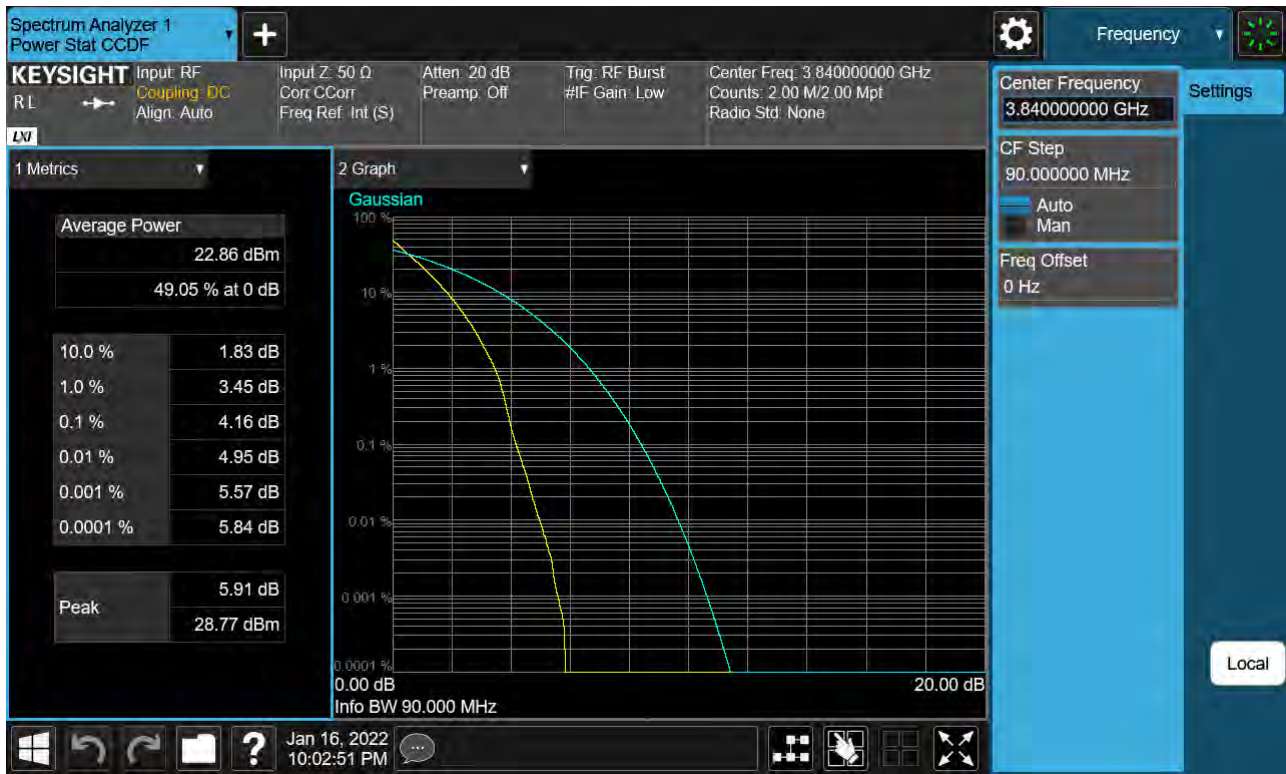 Spectrum Analyzer 1
Power Stat CCDF
Frequency
KEYSIGHT
RL
LXI
Input: RF
Coupling: DC
Align: Auto
Input Z: 50 Ω
Corr CCorr
Freq Ref: Int (S)
Atten: 20 dB
Preamp: Off
Trig: RF Burst
#IF Gain: Low
Center Freq: 3.840000000 GHz
Counts: 2.00 M/2.00 Mpt
Radio Std: None
1 Metrics
Average Power
22.86 dBm
49.05 % at 0 dB
10.0 % 1.83 dB
1.0 % 3.45 dB
0.1 % 4.16 dB
0.01 % 4.95 dB
0.001 % 5.57 dB
0.0001 % 5.84 dB
Peak
5.91 dB
28.77 dBm
2 Graph
Gaussian
100 %
10 %
1 %
0.1 %
0.01 %
0.001 %
0.0001 %
0.00 dB 20.00 dB
Info BW 90.000 MHz
Center Frequency
3.840000000 GHz
CF Step
90.000000 MHz
Auto
Man
Freq Offset
0 Hz
Settings
Local
?
Jan 16, 2022
10:02:51 PM